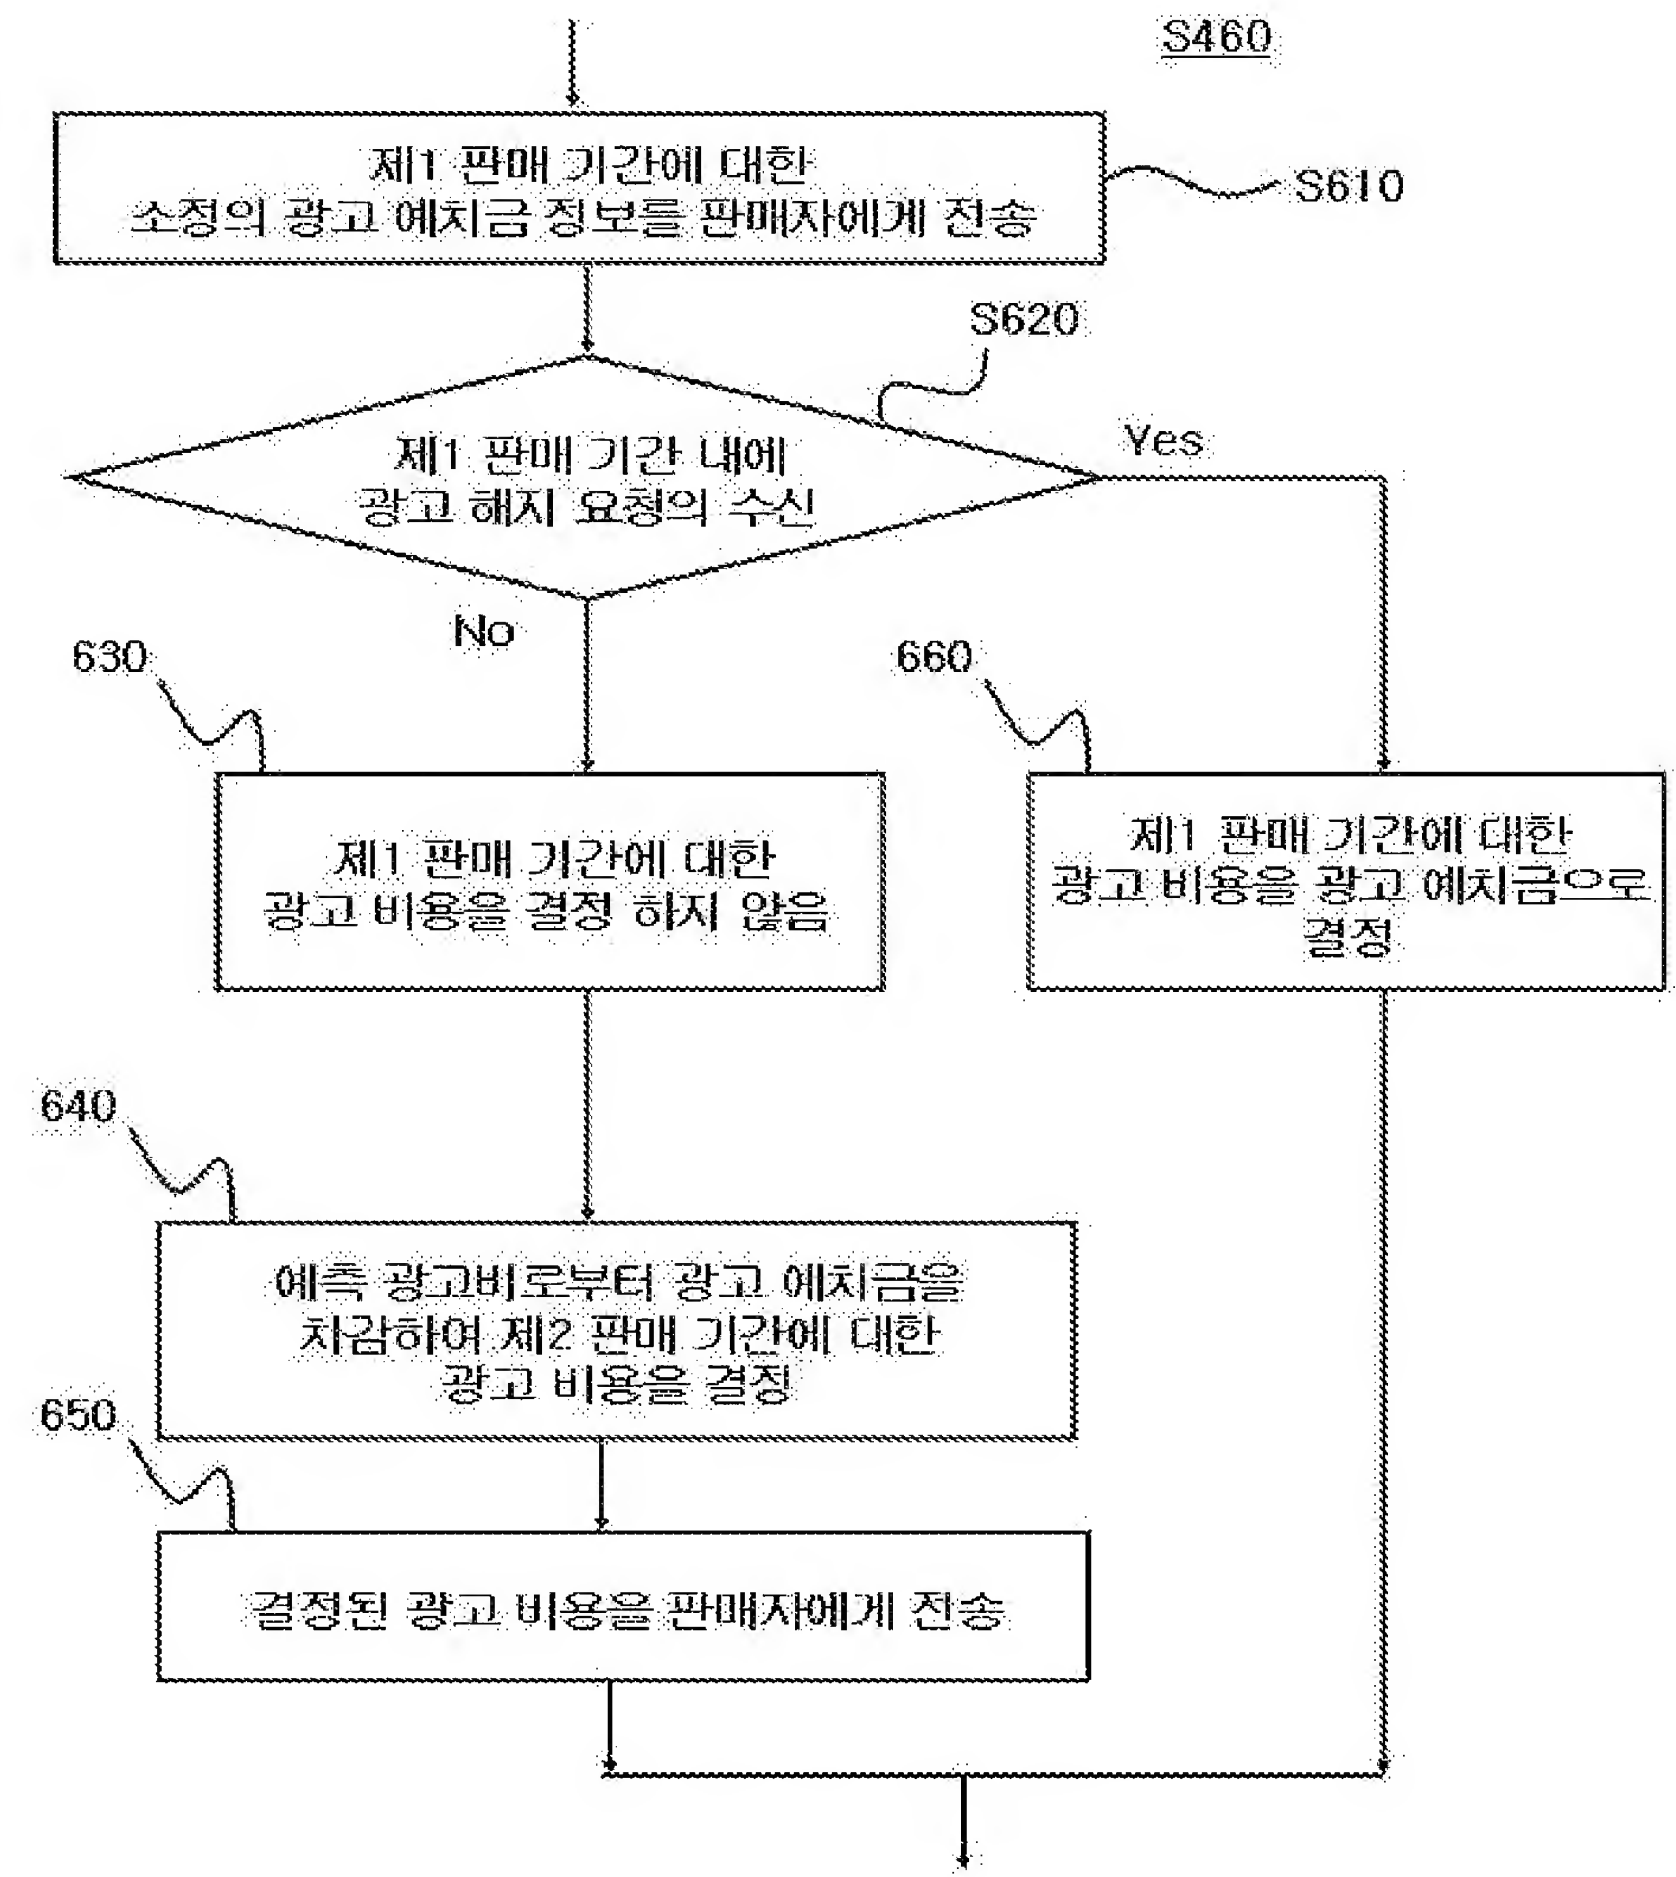 S460
제1 판매 기간에 대한
소정의 광고 예치금 정보를 판매자에게 전송
S610
S620
제1 판매 기간 내에
광고 해지 요청의 수신
Yes
No
630
제1 판매 기간에 대한
광고 비용을 결정 하지 않음
660
제1 판매 기간에 대한
광고 비용을 광고 예치금으로
결정
640
예측 광고비로부터 광고 예치금을
차감하여 제2 판매 기간에 대한
광고 비용을 결정
650
결정된 광고 비용을 판매자에게 전송